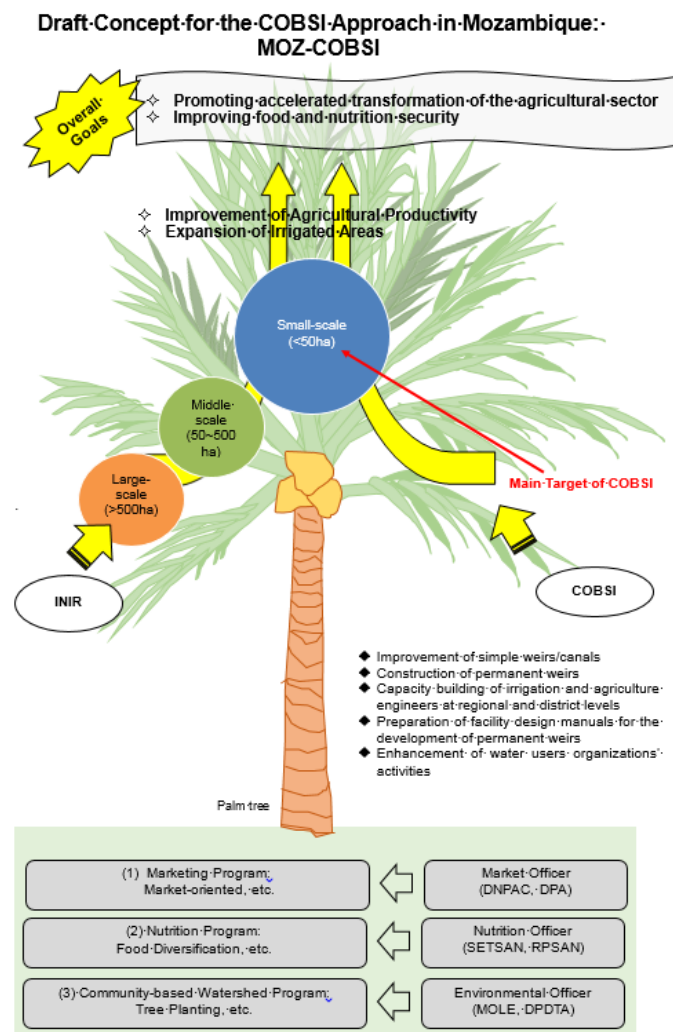 Draft Concept for the COBSI Approach in Mozambique:
MOZ-COBSI
Overall
Goals
✧ Promoting accelerated transformation of the agricultural sector
✧ Improving food and nutrition security
✧ Improvement of Agricultural Productivity
✧ Expansion of Irrigated Areas
Small-scale
(<50ha)
Middle-
scale
(50~500
ha)
Large-
scale
(>500ha)
Main Target of COBSI
INIR
COBSI
◆ Improvement of simple weirs/canals
◆ Construction of permanent weirs
◆ Capacity building of irrigation and agriculture
engineers at regional and district levels
◆ Preparation of facility design manuals for the
development of permanent weirs
◆ Enhancement of water users organizations'
activities
Palm tree
(1) Marketing Program:
Market-oriented, etc.
Market Officer
(DNPAC, DPA)
(2) Nutrition Program:
Food Diversification, etc.
Nutrition Officer
(SETSAN, RPSAN)
(3) Community-based Watershed Program:
Tree Planting, etc.
Environmental Officer
(MOLE, DPDTA)